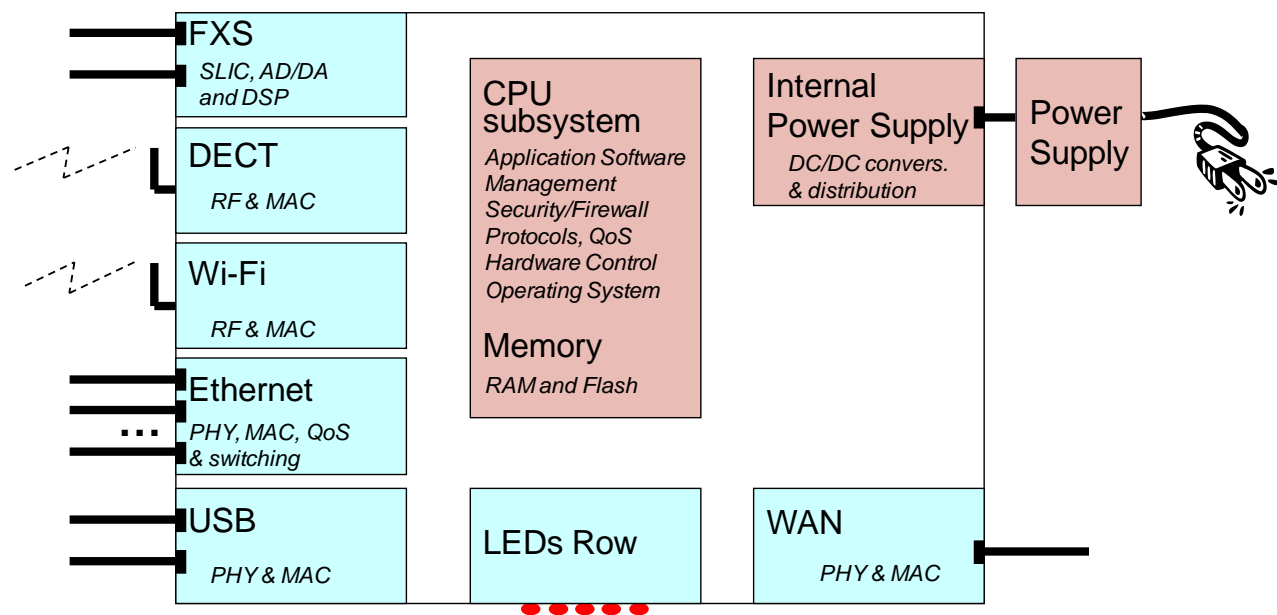 FXS
SLIC, AD/DA
and DSP
DECT
RF & MAC
Wi-Fi
RF & MAC
Ethernet
...
PHY, MAC, QoS
& switching
USB
PHY & MAC
CPU
subsystem
Application Software
Management
Security/Firewall
Protocols, QoS
Hardware Control
Operating System
Memory
RAM and Flash
LEDs Row
Internal
Power Supply
DC/DC convers.
& distribution
Power
Supply
WAN
PHY & MAC